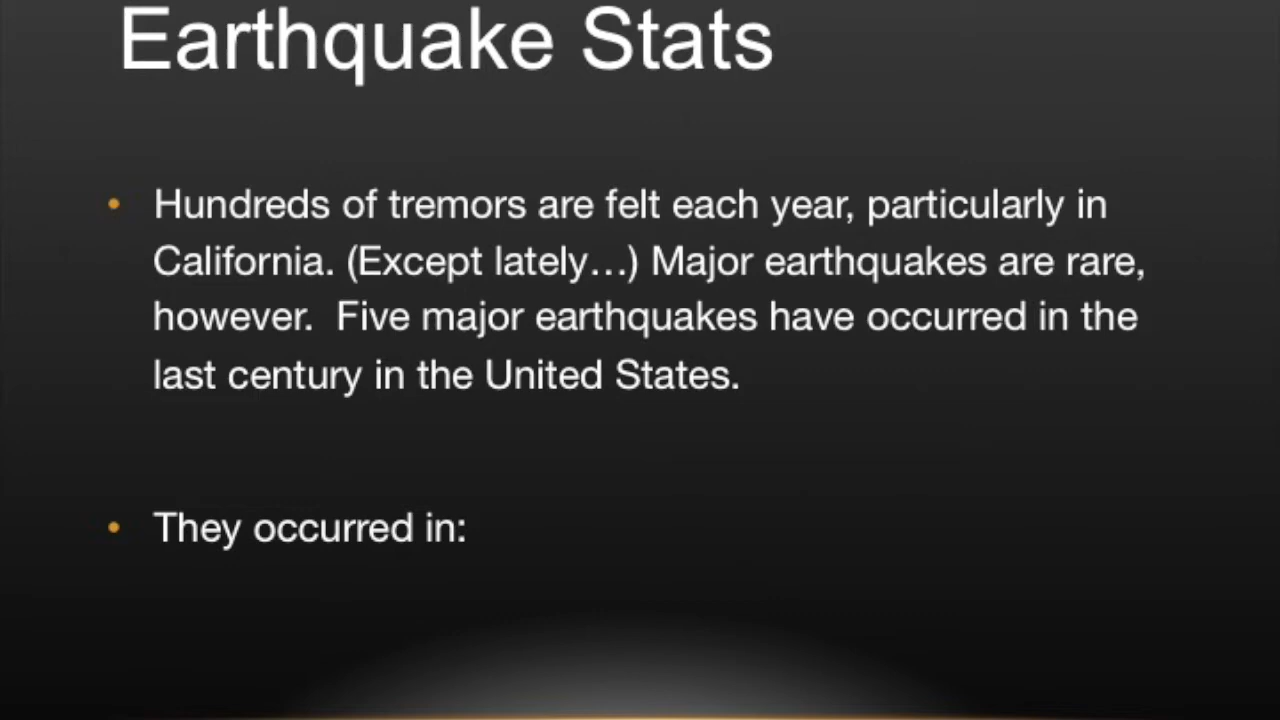 Earthquake Stats
• Hundreds of tremors are felt each year, particularly in
California. (Except lately…) Major earthquakes are rare,
however.  Five major earthquakes have occurred in the
last century in the United States.
• They occurred in: